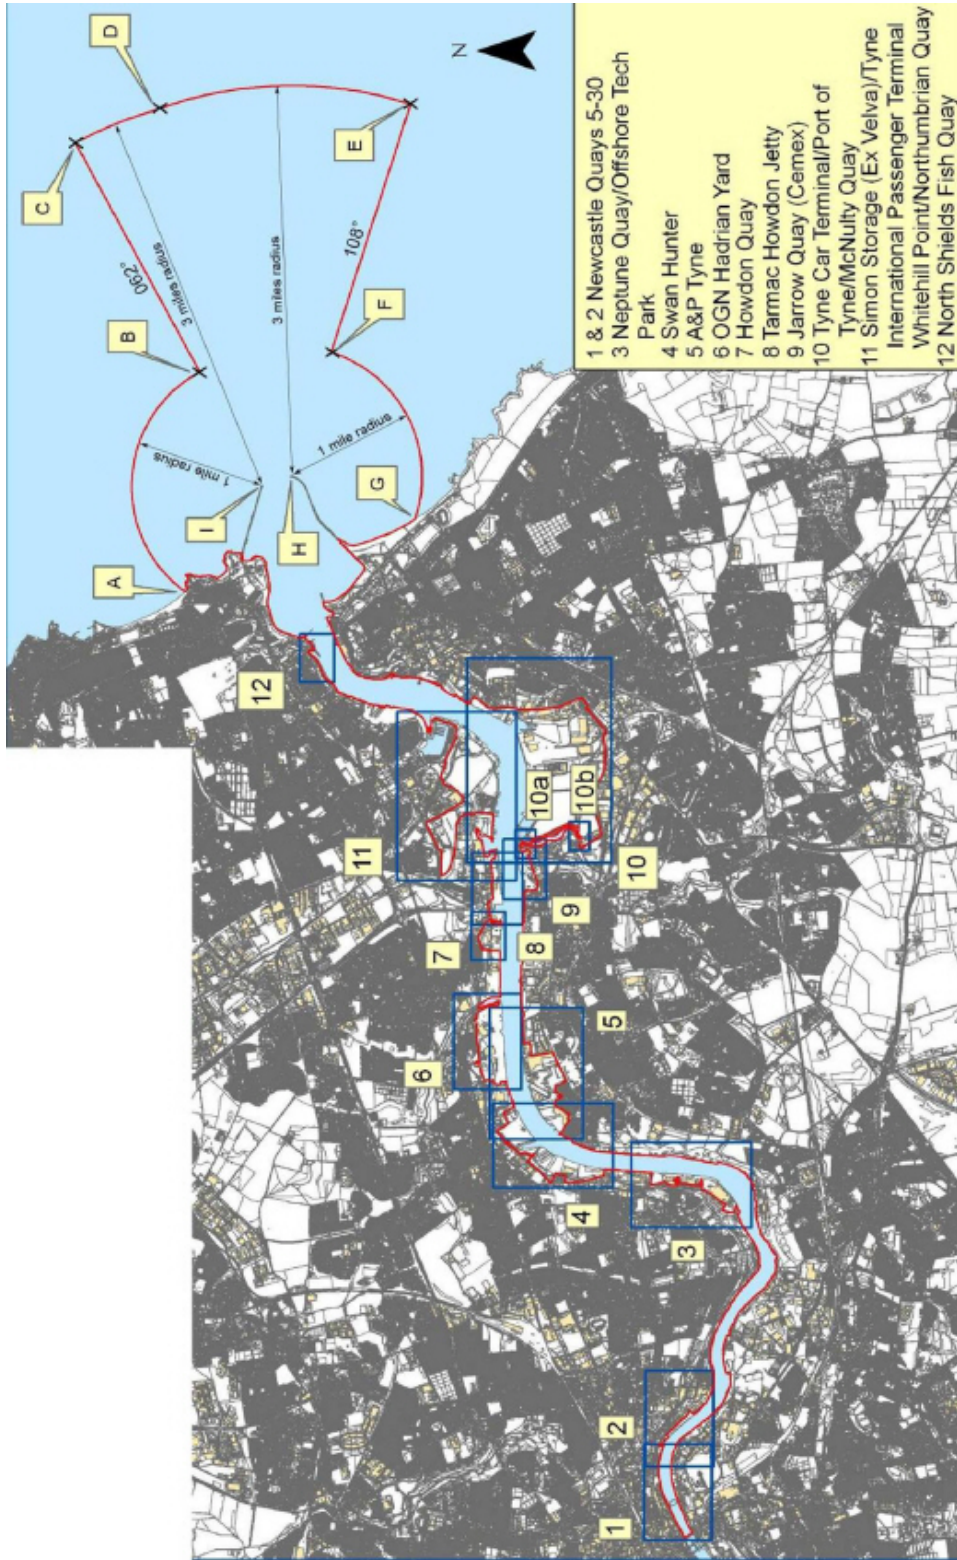 A
B
C
D
E
F
G
H
I
062°
3 miles radius
3 miles radius
108°
1 mile radius
1 mile radius
N
1
2
3
4
5
6
7
8
9
10
10a
10b
11
12
1 & 2 Newcastle Quays 5-30
3 Neptune Quay/Offshore Tech
Park
4 Swan Hunter
5 A&P Tyne
6 OGN Hadrian Yard
7 Howdon Quay
8 Tarmac Howdon Jetty
9 Jarrow Quay (Cemex)
10 Tyne Car Terminal/Port of
Tyne/McNulty Quay
11 Simon Storage (Ex Velva)/Tyne
International Passenger Terminal
Whitehill Point/Northumbrian Quay
12 North Shields Fish Quay